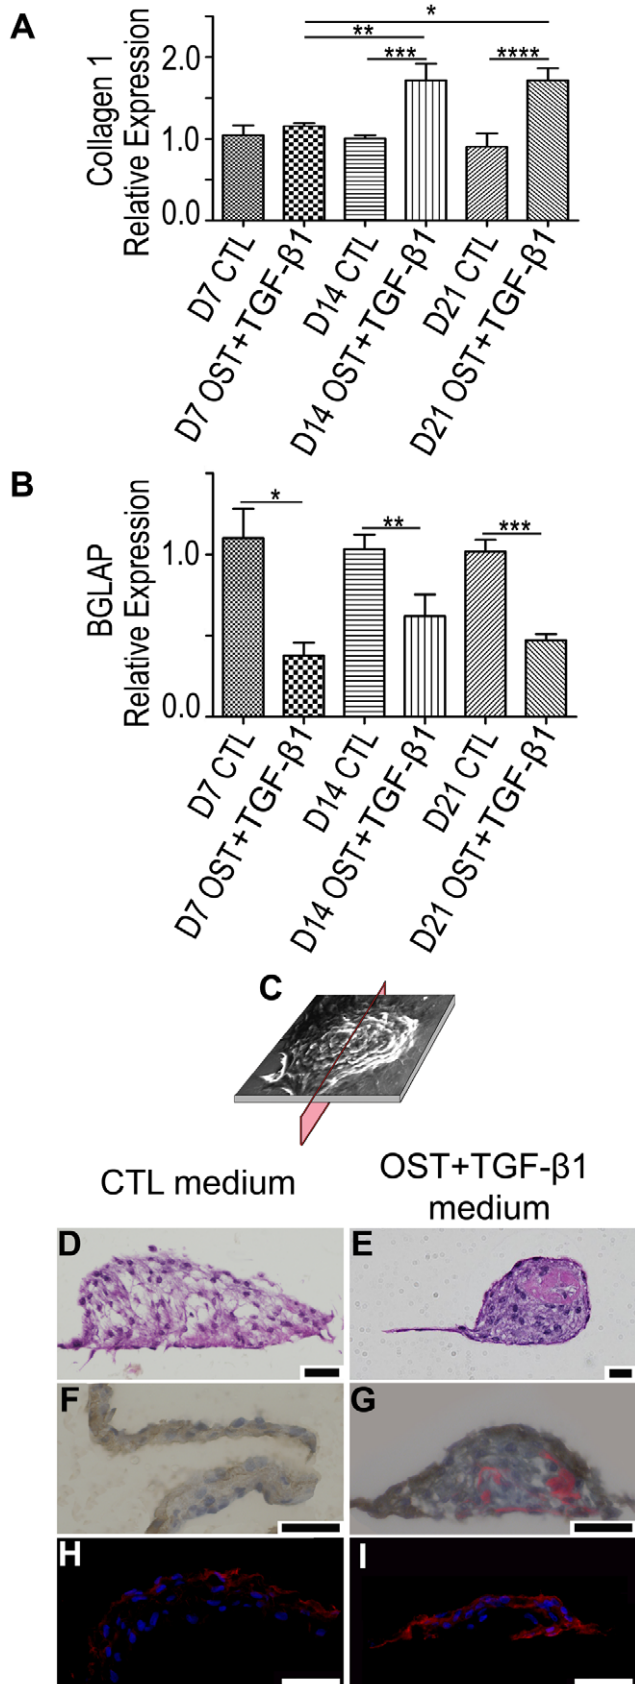 A
*
**
***
****
Collagen 1
Relative Expression
2.0
1.0
0.0
D7 CTL
D7 OST+TGF-β1
D14 CTL
D14 OST+TGF-β1
D21 CTL
D21 OST+TGF-β1
B
*
**
***
BGLAP
Relative Expression
1.0
0.0
D7 CTL
D7 OST+TGF-β1
D14 CTL
D14 OST+TGF-β1
D21 CTL
D21 OST+TGF-β1
C
CTL medium
OST+TGF-β1
medium
D
E
F
G
H
I